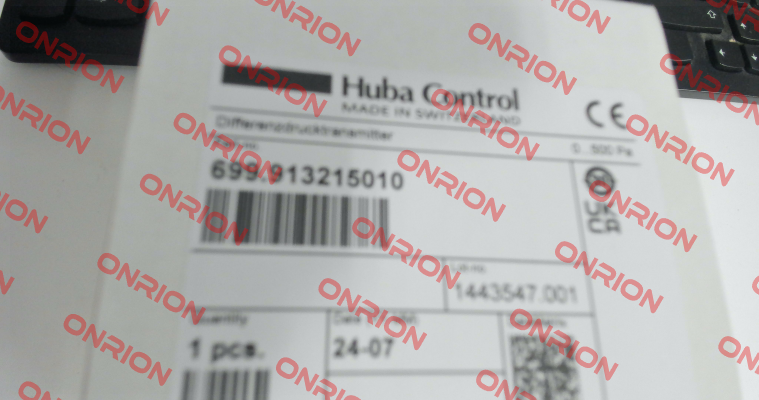 Huba Control
MADE IN SWITZERLAND
CE
Differenzdrucktransmitter
0...500 Pa
699.913215010
UK
CA
1443547.001
Quantity
1 pcs.
24-07
ONRION